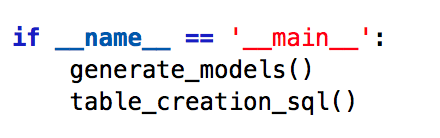 if __name__ == '__main__':
    generate_models()
    table_creation_sql()